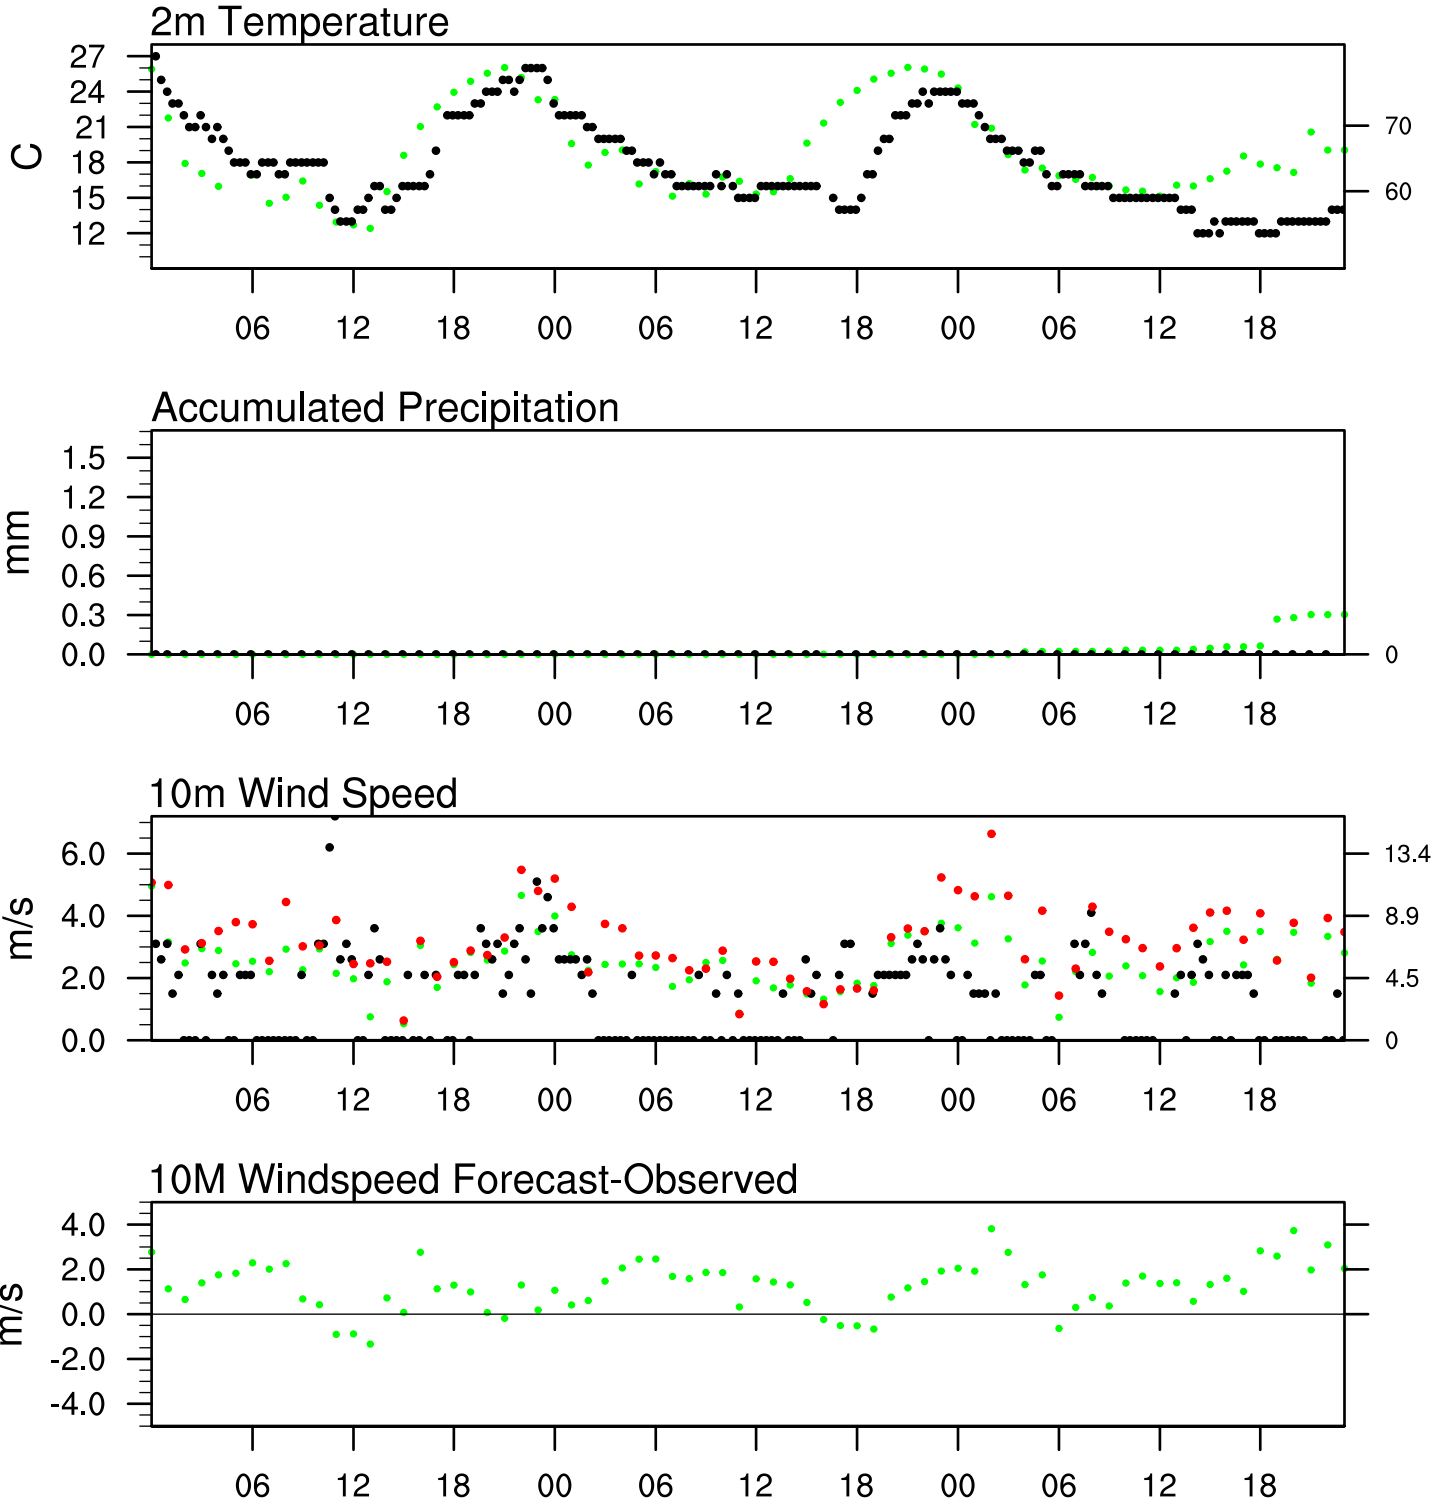 2m Temperature
27
24
21
18
15
12
C
70
60
06 12 18 00 06 12 18 00 06 12 18
Accumulated Precipitation
1.5
1.2
0.9
0.6
0.3
0.0
mm
0
06 12 18 00 06 12 18 00 06 12 18
10m Wind Speed
6.0
4.0
2.0
0.0
m/s
13.4
8.9
4.5
0
06 12 18 00 06 12 18 00 06 12 18
10M Windspeed Forecast-Observed
4.0
2.0
0.0
-2.0
-4.0
m/s
06 12 18 00 06 12 18 00 06 12 18